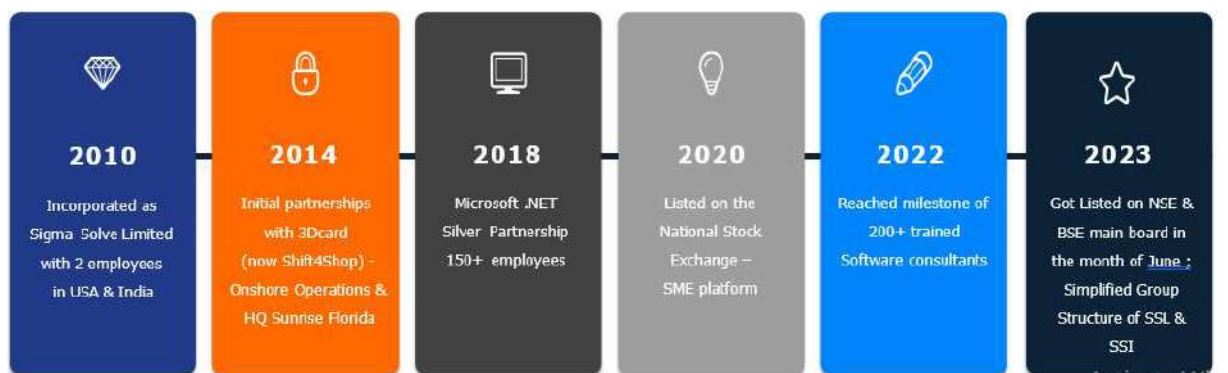 2010
Incorporated as
Sigma Solve Limited
with 2 employees
in USA & India
2014
Initial partnerships
with 3Dcard
(now Shift4Shop) -
Onshore Operations &
HQ Sunrise Florida
2018
Microsoft .NET
Silver Partnership
150+ employees
2020
Listed on the
National Stock
Exchange –
SME platform
2022
Reached milestone of
200+ trained
Software consultants
2023
Got Listed on NSE &
BSE main board in
the month of June ;
Simplified Group
Structure of SSL &
SSI